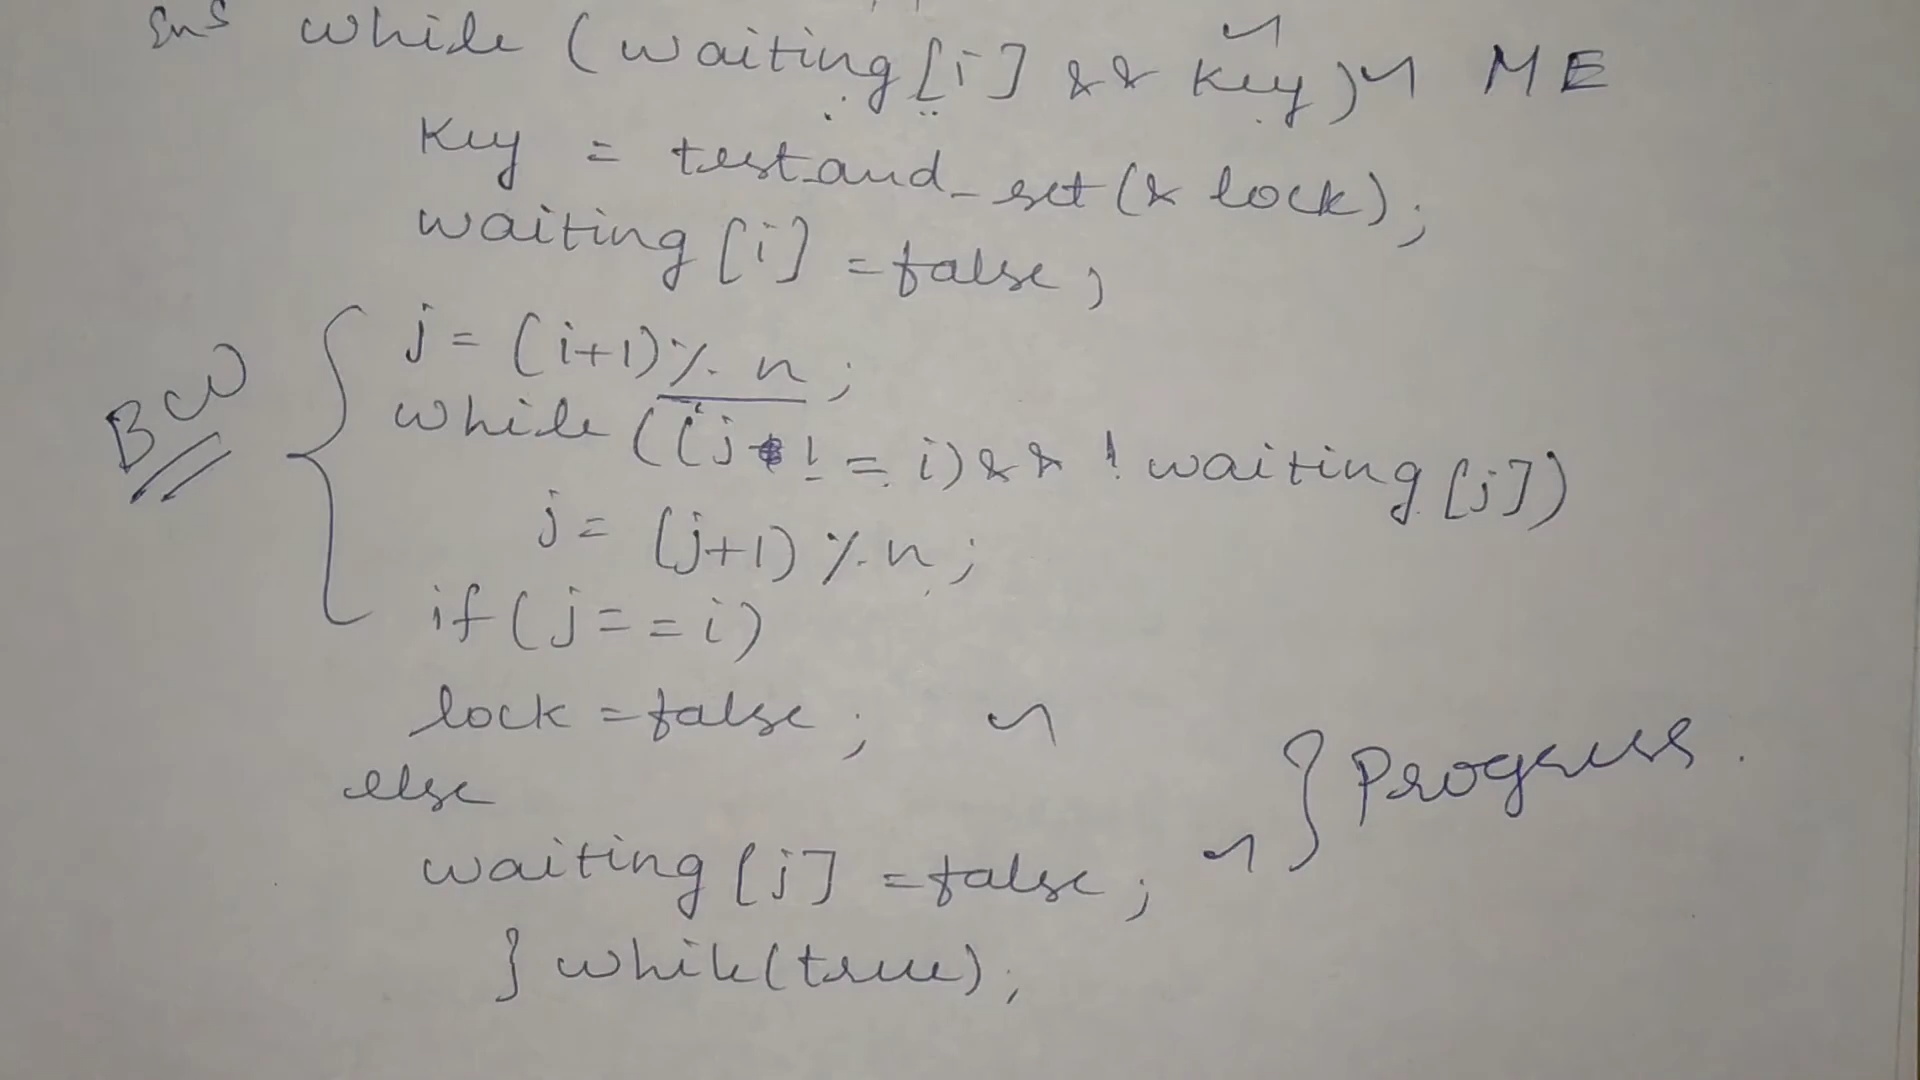 while (waiting[i] && key) ME
key = test_and_set(& lock);
waiting[i] = false;
j = (i+1) % n;
BW
while ((j != i) && !waiting[j])
j = (j+1) % n;
if (j == i)
lock = false;
else
Progress.
waiting[j] = false;
} while(true);